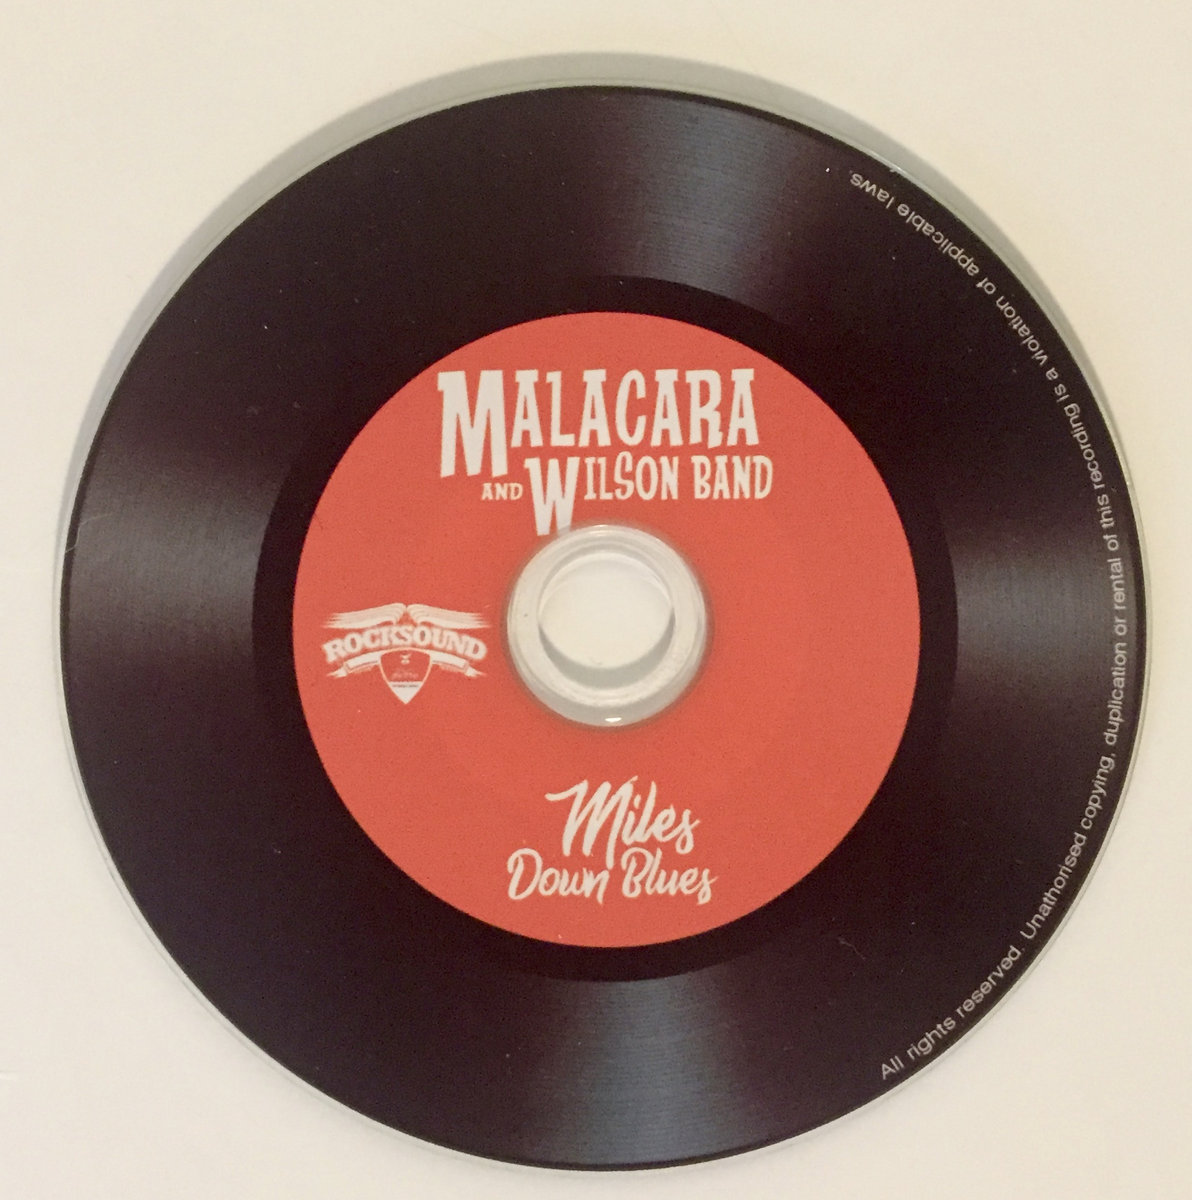 MALACARA
AND WILSON BAND
ROCKSOUND
Miles
Down Blues
All rights reserved. Unathorised copying, duplication or rental of this recording is a violation of applicable laws.